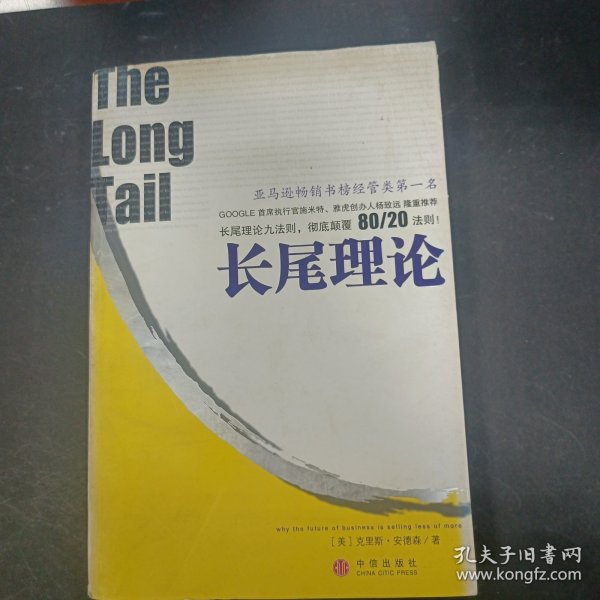 The
Long
Tail
亚马逊畅销书榜经营类第一名
GOOGLE 首席执行官施米特、雅虎创办人杨致远 隆重推荐
长尾理论九法则，彻底颠覆 80/20 法则！
长尾理论
why the future of business is selling less of more
[英]克里斯·安德森/著
中信出版社
CHINA CITIC PRESS
孔夫子旧书网
www.kongfz.com